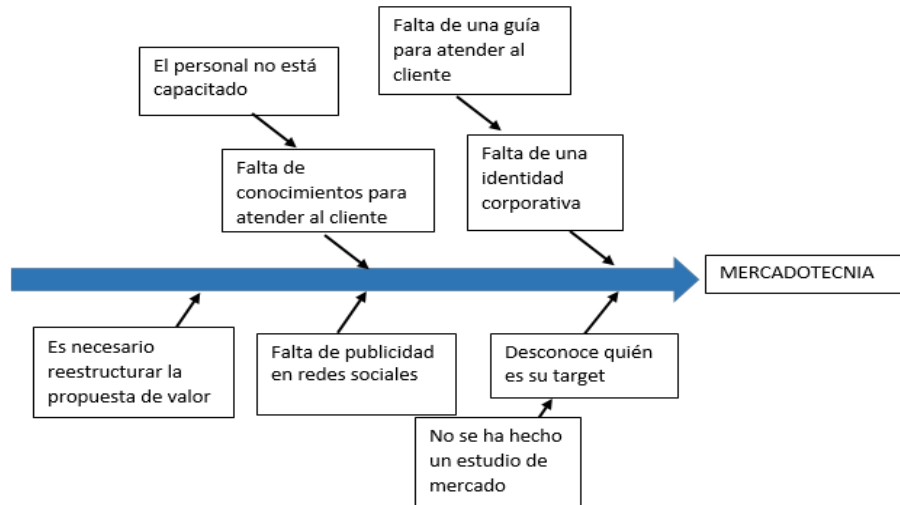 Falta de una guía
para atender al
cliente
El personal no está
capacitado
Falta de
conocimientos para
atender al cliente
Falta de una
identidad
corporativa
MERCADOTECNIA
Es necesario
reestructurar la
propuesta de valor
Falta de publicidad
en redes sociales
Desconoce quién
es su target
No se ha hecho
un estudio de
mercado